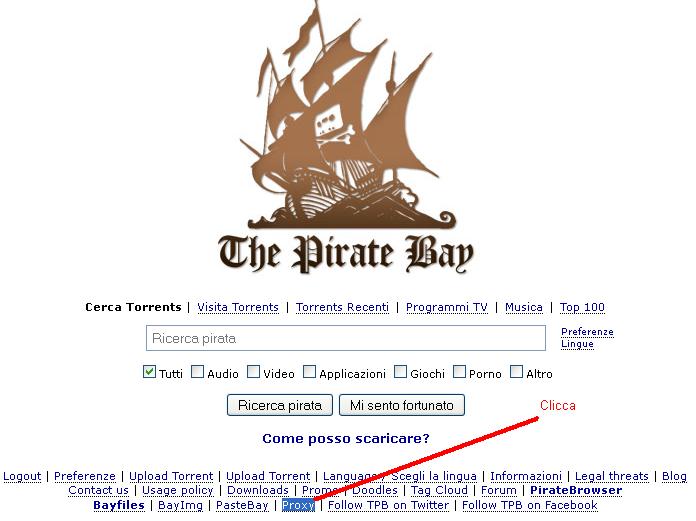 The Pirate Bay
Cerca Torrents | Visita Torrents | Torrents Recenti | Programmi TV | Musica | Top 100
Ricerca pirata
Preferenze
Lingue
Tutti Audio Video Applicazioni Giochi Porno Altro
Ricerca pirata Mi sento fortunato
Clicca
Come posso scaricare?
Logout | Preferenze | Upload Torrent | Upload Torrent | Language / Scegli la lingua | Informazioni | Legal threats | Blog
Contact us | Usage policy | Downloads | Promo | Doodles | Tag Cloud | Forum | PirateBrowser
Bayfiles | BayImg | PasteBay | Proxy | Follow TPB on Twitter | Follow TPB on Facebook